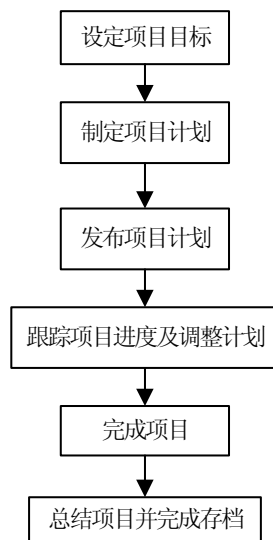 设定项目目标
制定项目计划
发布项目计划
跟踪项目进度及调整计划
完成项目
总结项目并完成存档